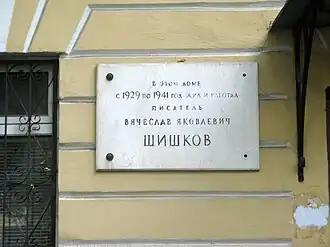 В ЭТОМ ДОМЕ
С 1929 по 1941 год ЖИЛ И РАБОТАЛ
ПИСАТЕЛЬ
ВЯЧЕСЛАВ ЯКОВЛЕВИЧ
ШИШКОВ